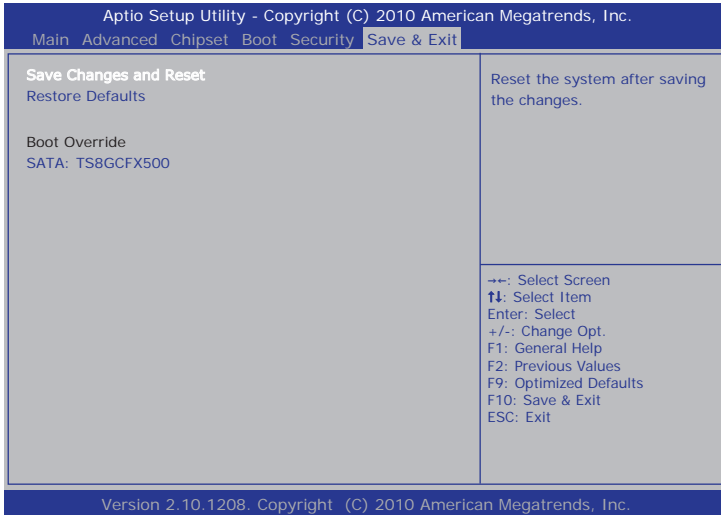 Aptio Setup Utility - Copyright (C) 2010 American Megatrends, Inc.
Main Advanced Chipset Boot Security Save & Exit
Save Changes and Reset
Restore Defaults
Boot Override
SATA: TS8GCFX500
Reset the system after saving
the changes.
→←: Select Screen
↑↓: Select Item
Enter: Select
+/-: Change Opt.
F1: General Help
F2: Previous Values
F9: Optimized Defaults
F10: Save & Exit
ESC: Exit
Version 2.10.1208. Copyright (C) 2010 American Megatrends, Inc.